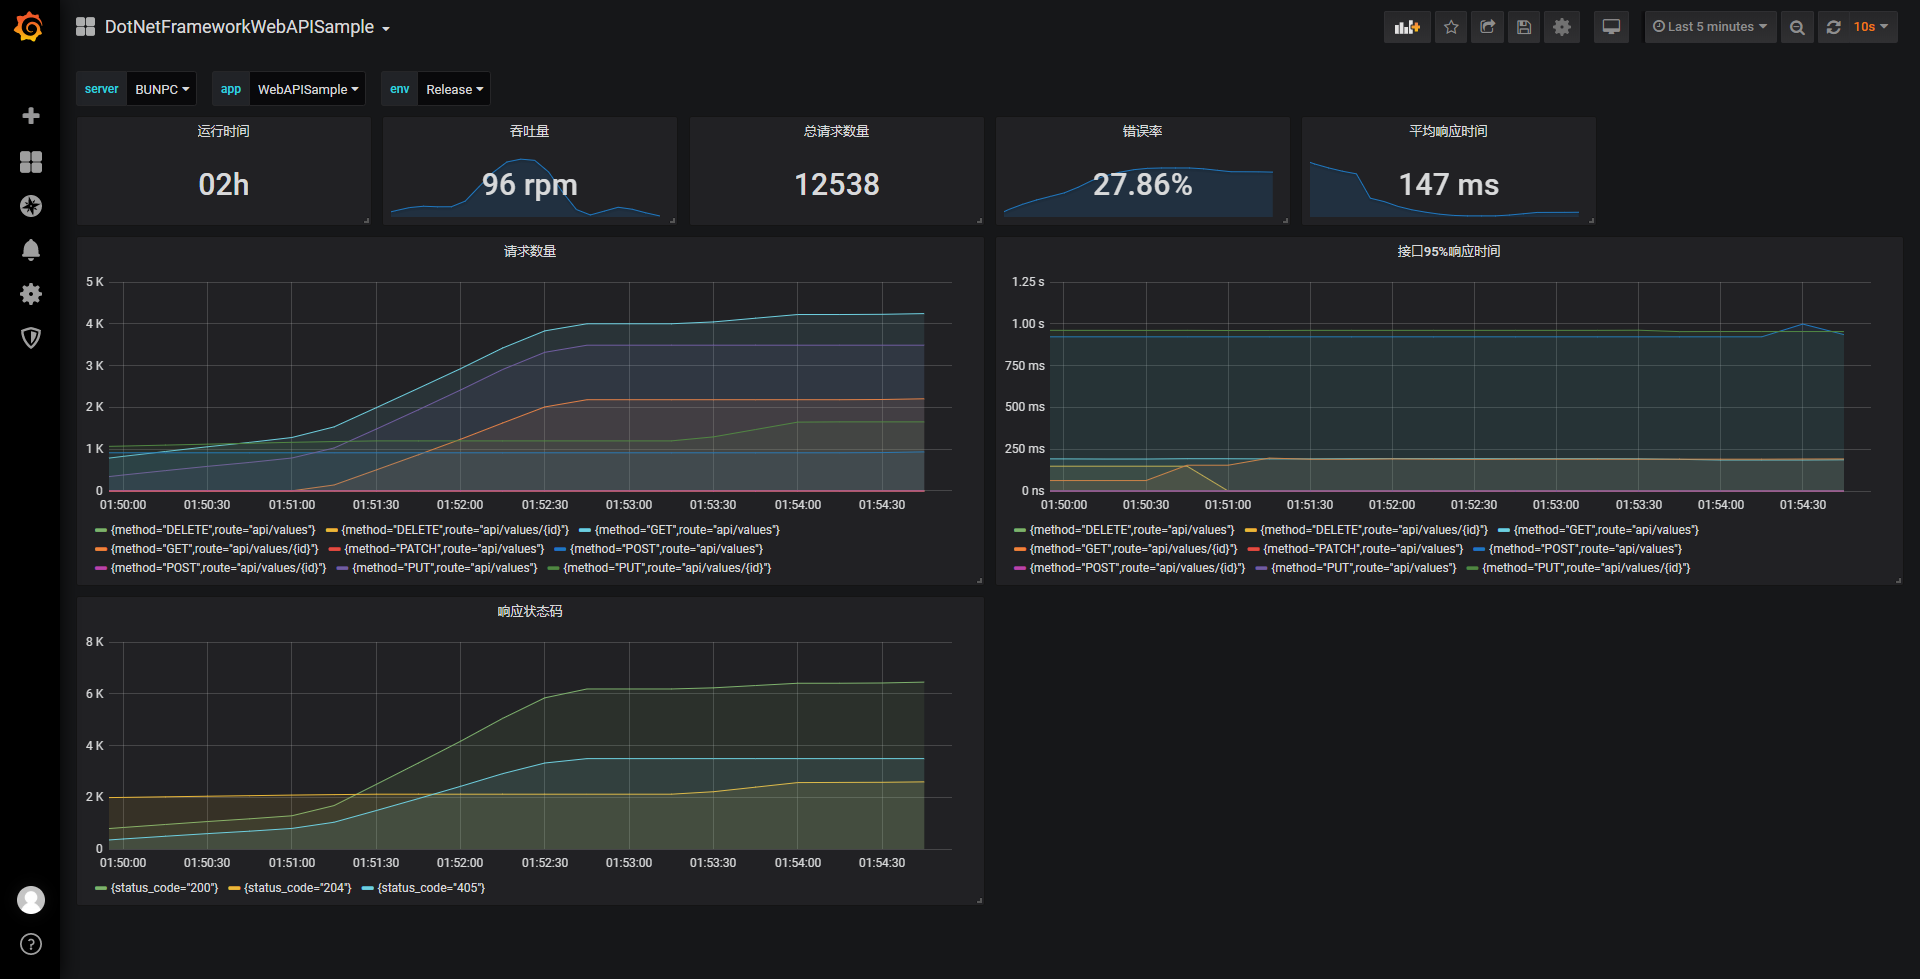 DotNetFrameworkWebAPISample
Last 5 minutes
10s
server BUNPC app WebAPISample env Release
运行时间
02h
吞吐量
96 rpm
总请求数量
12538
错误率
27.86%
平均响应时间
147 ms
请求数量
5 K
4 K
3 K
2 K
1 K
0
01:50:00 01:50:30 01:51:00 01:51:30 01:52:00 01:52:30 01:53:00 01:53:30 01:54:00 01:54:30
{method="DELETE",route="api/values"} {method="DELETE",route="api/values/{id}"} {method="GET",route="api/values"}
{method="GET",route="api/values/{id}"} {method="PATCH",route="api/values"} {method="POST",route="api/values"}
{method="POST",route="api/values/{id}"} {method="PUT",route="api/values"} {method="PUT",route="api/values/{id}"}
接口95%响应时间
1.25 s
1.00 s
750 ms
500 ms
250 ms
0 ns
01:50:00 01:50:30 01:51:00 01:51:30 01:52:00 01:52:30 01:53:00 01:53:30 01:54:00 01:54:30
{method="DELETE",route="api/values"} {method="DELETE",route="api/values/{id}"} {method="GET",route="api/values"}
{method="GET",route="api/values/{id}"} {method="PATCH",route="api/values"} {method="POST",route="api/values"}
{method="POST",route="api/values/{id}"} {method="PUT",route="api/values"} {method="PUT",route="api/values/{id}"}
响应状态码
8 K
6 K
4 K
2 K
0
01:50:00 01:50:30 01:51:00 01:51:30 01:52:00 01:52:30 01:53:00 01:53:30 01:54:00 01:54:30
{status_code="200"} {status_code="204"} {status_code="405"}